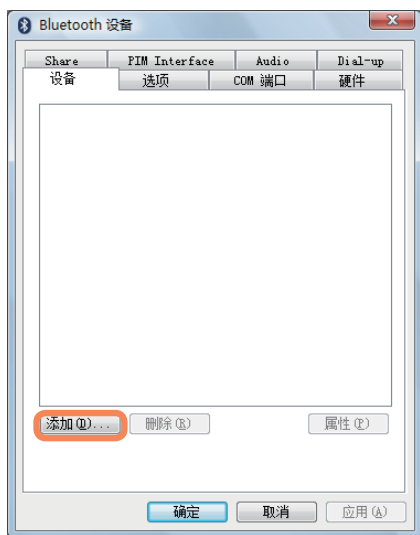 Bluetooth 设备
Share PIM Interface Audio Dial-up
设备 选项 COM 端口 硬件
添加(D)... 删除(R) 属性(P)
确定 取消 应用(A)